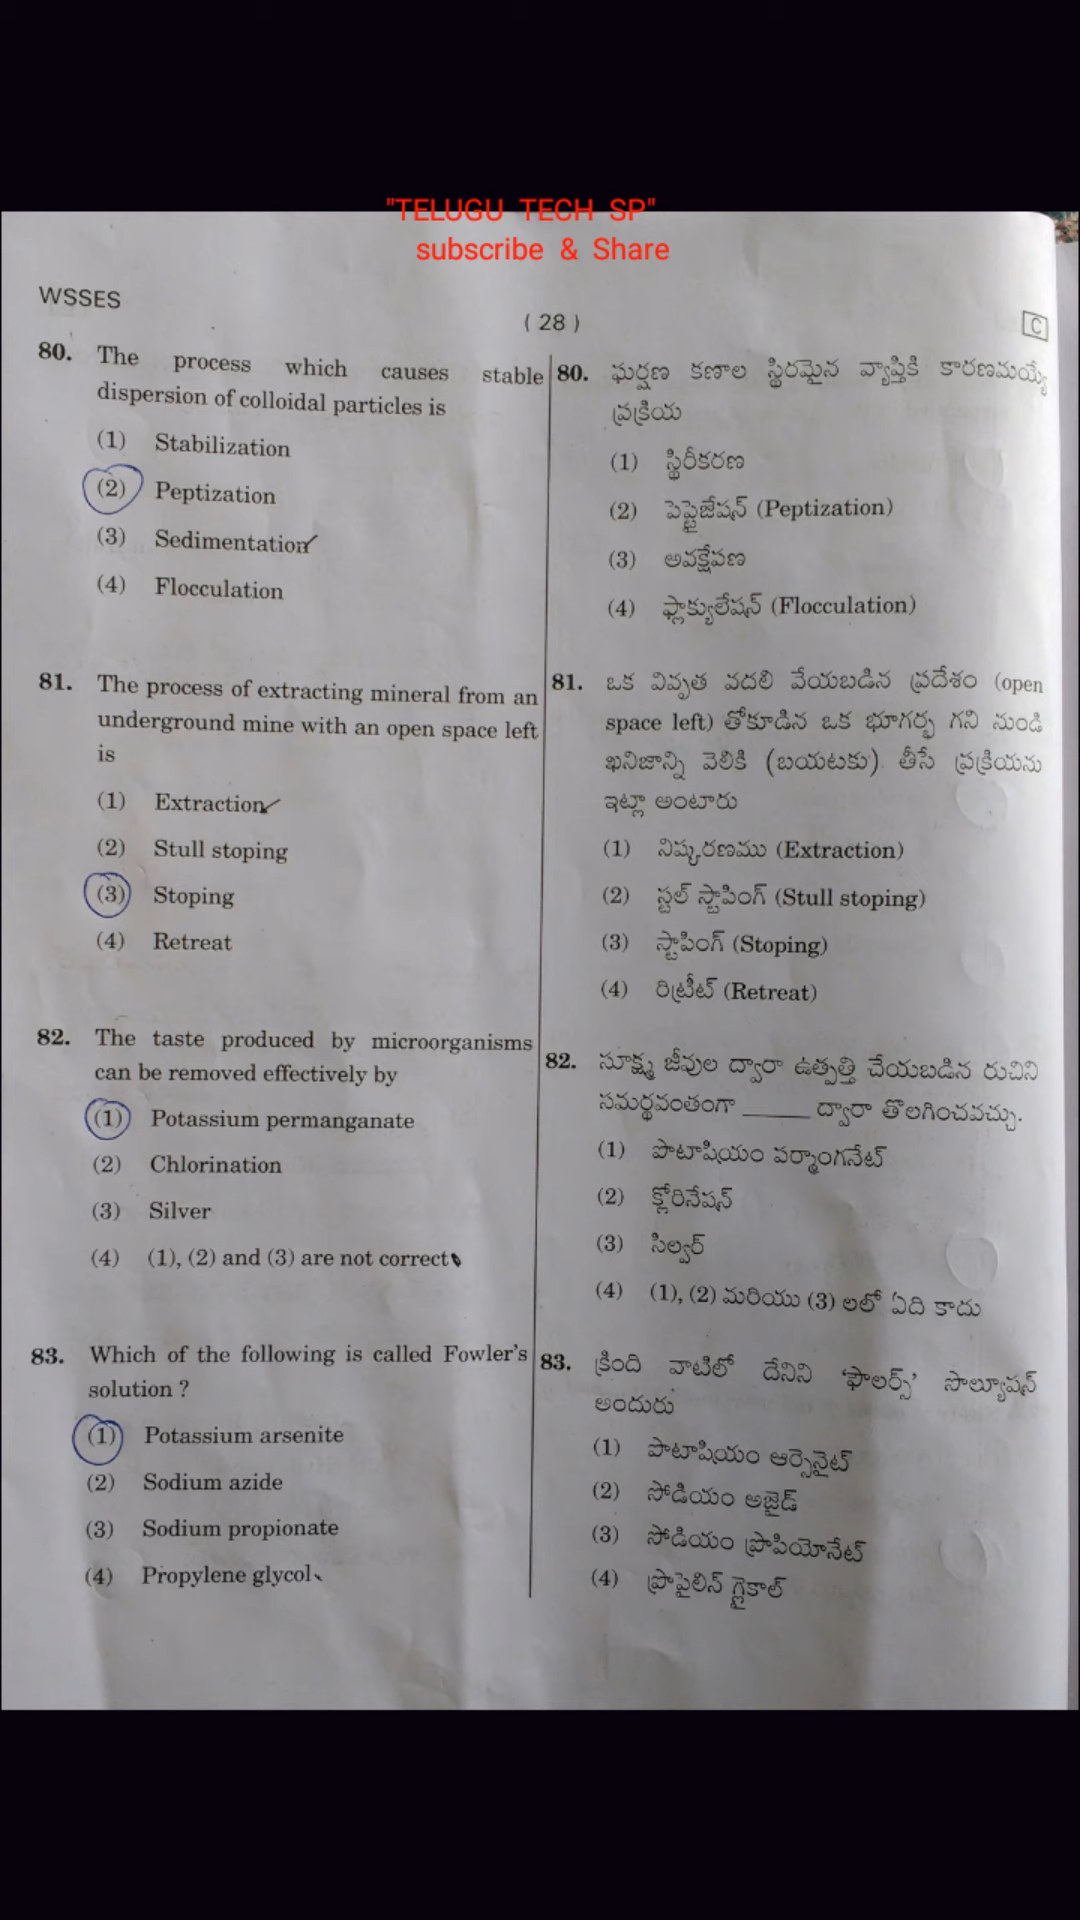 "TELUGU TECH SP"
subscribe & Share
WSSES
( 28 )
C
80. The process which causes stable
dispersion of colloidal particles is
(1) Stabilization
(2) Peptization
(3) Sedimentation
(4) Flocculation
81. The process of extracting mineral from an
underground mine with an open space left
is
(1) Extraction
(2) Stull stoping
(3) Stoping
(4) Retreat
82. The taste produced by microorganisms
can be removed effectively by
(1) Potassium permanganate
(2) Chlorination
(3) Silver
(4) (1), (2) and (3) are not correct
83. Which of the following is called Fowler's
solution ?
(1) Potassium arsenite
(2) Sodium azide
(3) Sodium propionate
(4) Propylene glycol
80. ఘర్షణ కణాల స్థిరమైన వ్యాప్తికి కారణమయ్యే
ప్రక్రియ
(1) స్థిరీకరణ
(2) పెప్టైజేషన్ (Peptization)
(3) అవక్షేపణ
(4) ఫ్లాక్యులేషన్ (Flocculation)
81. ఒక వివృత వదలి వేయబడిన ప్రదేశం (open
space left) తోకూడిన ఒక భూగర్భ గని నుండి
ఖనిజాన్ని వెలికి (బయటకు) తీసే ప్రక్రియను
ఇట్లా అంటారు
(1) నిష్కరణము (Extraction)
(2) స్టల్ స్టాపింగ్ (Stull stoping)
(3) స్టాపింగ్ (Stoping)
(4) రిట్రీట్ (Retreat)
82. సూక్ష్మ జీవుల ద్వారా ఉత్పత్తి చేయబడిన రుచిని
సమర్థవంతంగా ______ ద్వారా తొలగించవచ్చు.
(1) పొటాషియం పర్మాంగనేట్
(2) క్లోరినేషన్
(3) సిల్వర్
(4) (1), (2) మరియు (3) లలో ఏది కాదు
83. క్రింది వాటిలో దేనిని 'ఫౌలర్స్' సొల్యూషన్
అందురు
(1) పొటాషియం ఆర్సెనైట్
(2) సోడియం అజైడ్
(3) సోడియం ప్రొపియోనేట్
(4) ప్రొపైలిన్ గ్లైకాల్